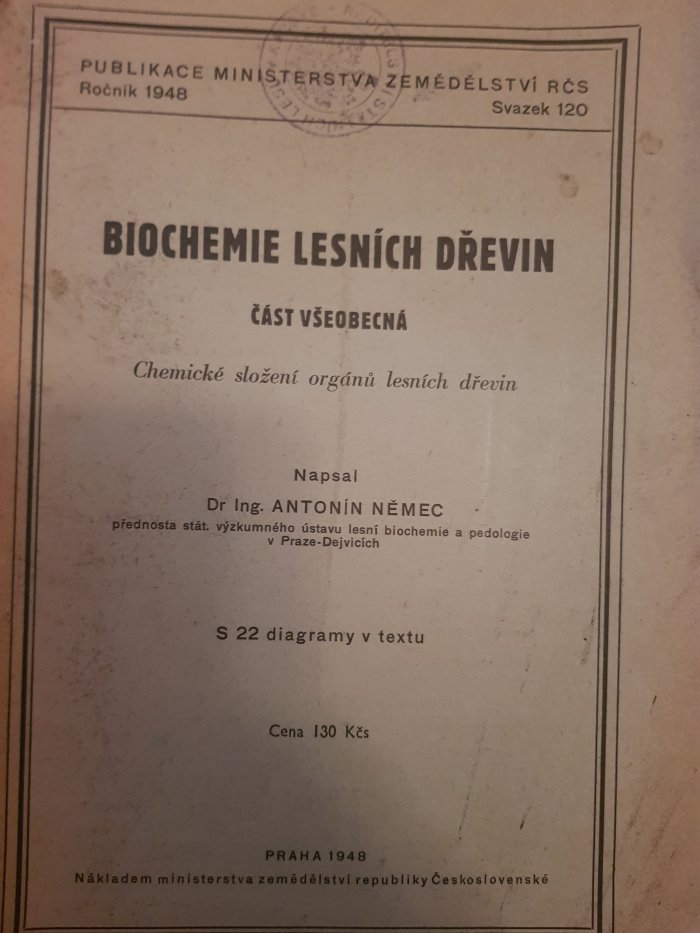 PUBLIKACE MINISTERSTVA ZEMĚDĚLSTVÍ RČS
Ročník 1948
Svazek 120
BIOCHEMIE LESNÍCH DŘEVIN
ČÁST VŠEOBECNÁ
Chemické složení orgánů lesních dřevin
Napsal
Dr Ing. ANTONÍN NĚMEC
přednosta stát. výzkumného ústavu lesní biochemie a pedologie
v Praze-Dejvicích
S 22 diagramy v textu
Cena 130 Kčs
PRAHA 1948
Nákladem ministerstva zemědělství republiky Československé